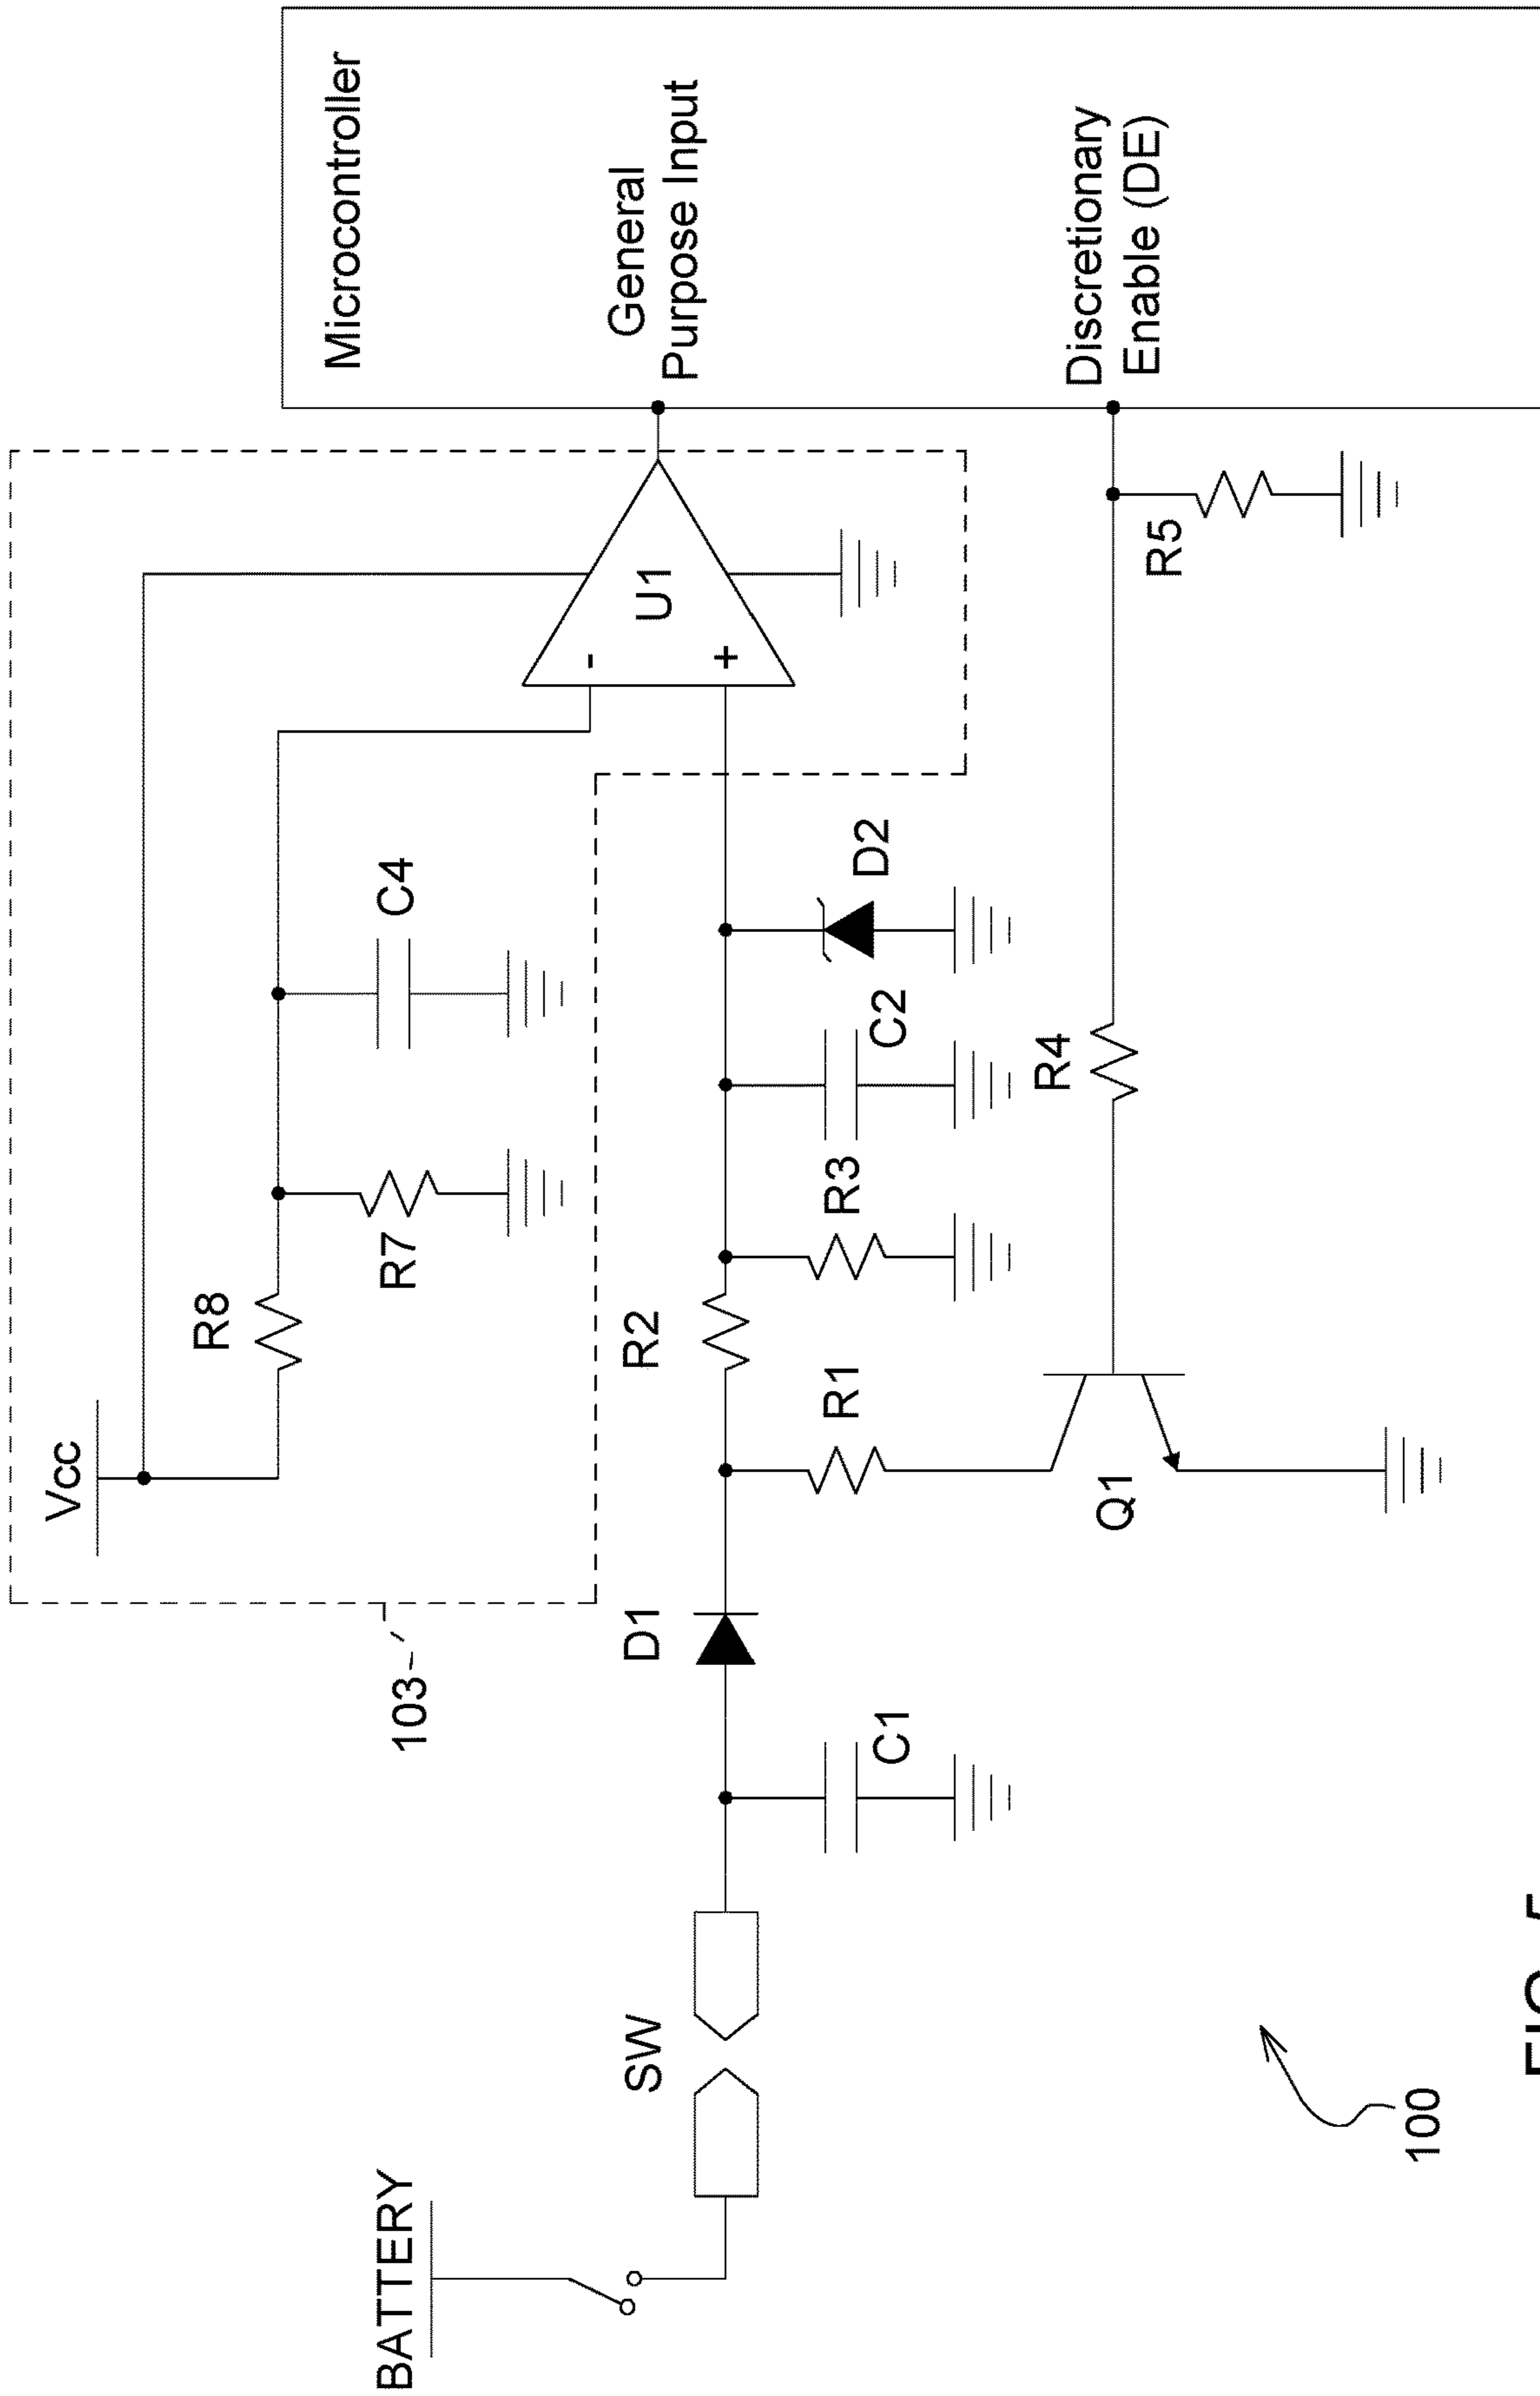 Microcontroller
General
Purpose Input
Discretionary
Enable (DE)
Vcc
R8
R7
C4
U1
-
+
103
BATTERY
SW
C1
D1
R2
R1
R3
C2
D2
Q1
R4
R5
100